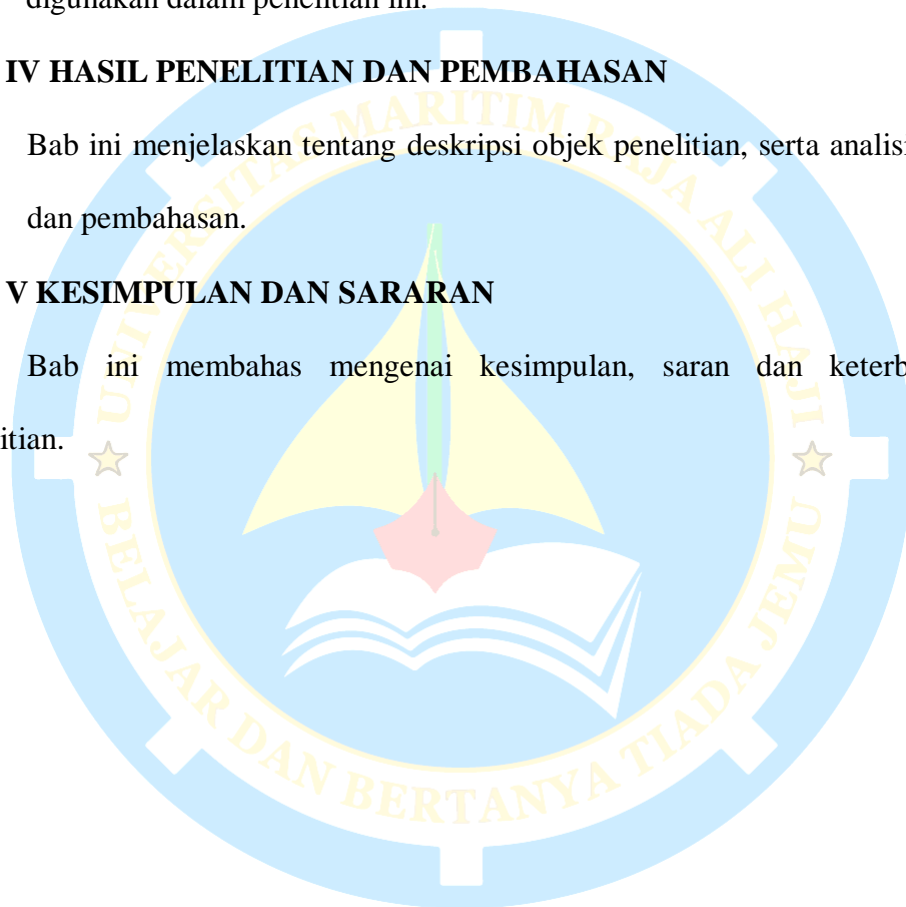 digunakan dalam penelitian ini.
IV HASIL PENELITIAN DAN PEMBAHASAN
Bab ini menjelaskan tentang deskripsi objek penelitian, serta analisi
dan pembahasan.
V KESIMPULAN DAN SARARAN
Bab ini membahas mengenai kesimpulan, saran dan keterb
itian.
UNIVERSITAS MARITIM RAJA ALI HAJI
BELAJAR DAN BERTANYA TIADA JEMU